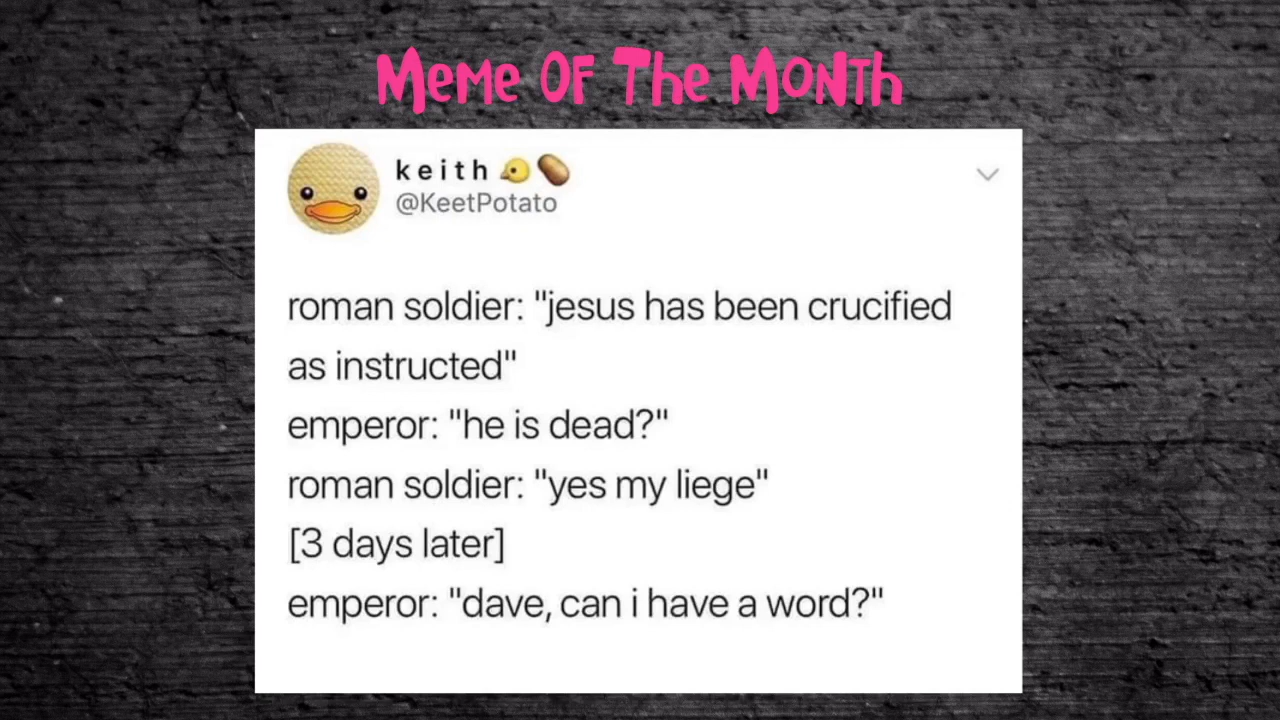 Meme Of The Month
keith 🐤🥔
@KeetPotato
roman soldier: "jesus has been crucified
as instructed"
emperor: "he is dead?"
roman soldier: "yes my liege"
[3 days later]
emperor: "dave, can i have a word?"